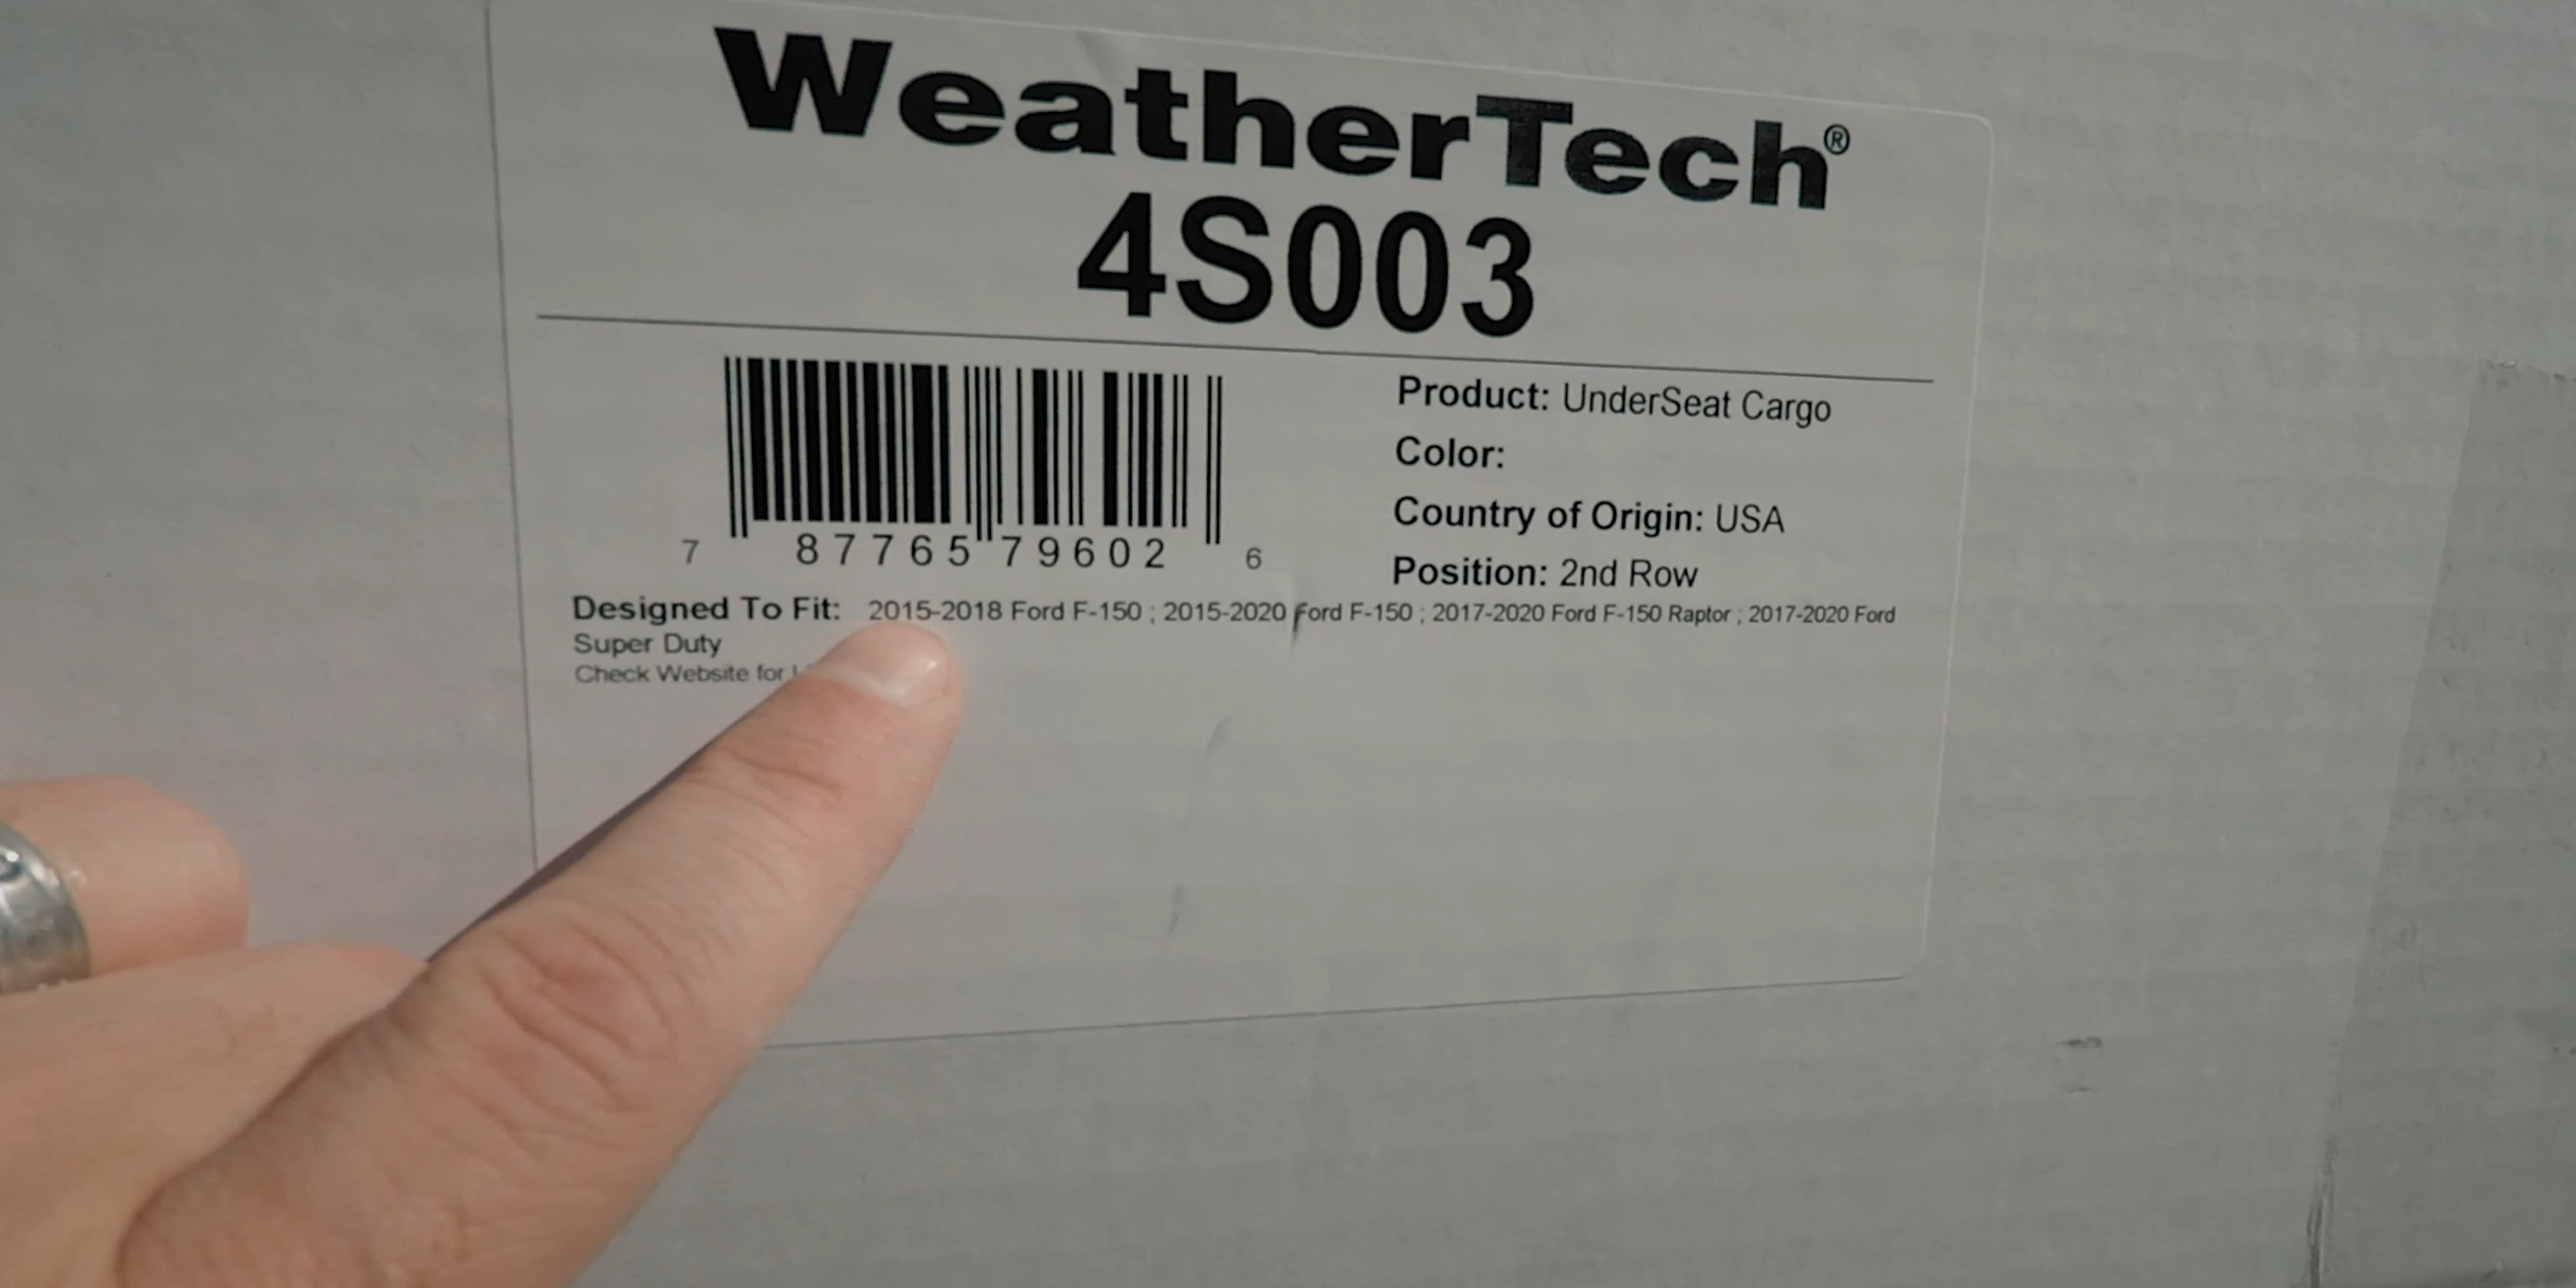 WeatherTech®
4S003
Product: UnderSeat Cargo
Color:
Country of Origin: USA
Position: 2nd Row
7 87765 79602 6
Designed To Fit: 2015-2018 Ford F-150 ; 2015-2020 Ford F-150 ; 2017-2020 Ford F-150 Raptor ; 2017-2020 Ford
Super Duty
Check Website for